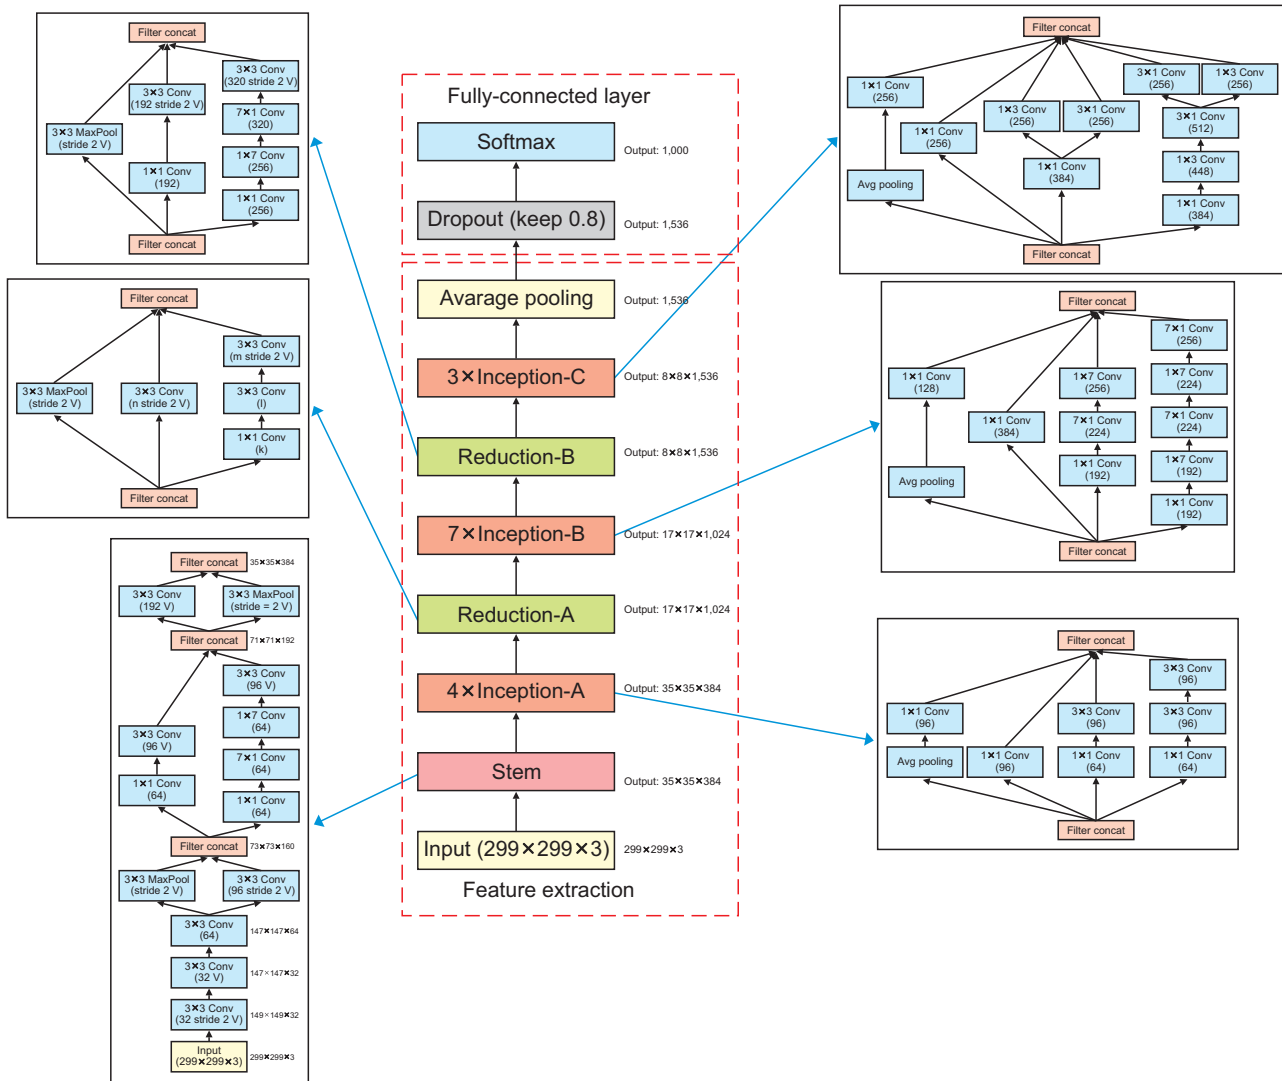 Filter concat
3×3 Conv
(320 stride 2 V)
3×3 Conv
(192 stride 2 V)
7×1 Conv
(320)
3×3 MaxPool
(stride 2 V)
1×7 Conv
(256)
1×1 Conv
(192)
1×1 Conv
(256)
Filter concat
Filter concat
3×3 Conv
(m stride 2 V)
3×3 MaxPool
(stride 2 V)
3×3 Conv
(n stride 2 V)
3×3 Conv
(l)
1×1 Conv
(k)
Filter concat
Filter concat
35×35×384
3×3 Conv
(192 V)
3×3 MaxPool
(stride = 2 V)
Filter concat
71×71×192
3×3 Conv
(96 V)
1×7 Conv
(64)
3×3 Conv
(96 V)
7×1 Conv
(64)
1×1 Conv
(64)
1×1 Conv
(64)
Filter concat
73×73×160
3×3 MaxPool
(stride 2 V)
3×3 Conv
(96 stride 2 V)
3×3 Conv
(64)
147×147×64
3×3 Conv
(32 V)
147×147×32
3×3 Conv
(32 stride 2 V)
149×149×32
Input
(299×299×3)
299×299×3
Fully-connected layer
Softmax
Output: 1,000
Dropout (keep 0.8)
Output: 1,536
Avarage pooling
Output: 1,536
3×Inception-C
Output: 8×8×1,536
Reduction-B
Output: 8×8×1,536
7×Inception-B
Output: 17×17×1,024
Reduction-A
Output: 17×17×1,024
4×Inception-A
Output: 35×35×384
Stem
Output: 35×35×384
Input (299×299×3)
299×299×3
Feature extraction
Filter concat
1×1 Conv
(256)
3×1 Conv
(256)
1×3 Conv
(256)
1×1 Conv
(256)
1×3 Conv
(256)
3×1 Conv
(256)
3×1 Conv
(512)
1×3 Conv
(448)
Avg pooling
1×1 Conv
(384)
1×1 Conv
(384)
Filter concat
Filter concat
7×1 Conv
(256)
1×1 Conv
(128)
1×7 Conv
(256)
1×7 Conv
(224)
1×1 Conv
(384)
7×1 Conv
(224)
7×1 Conv
(224)
Avg pooling
1×1 Conv
(192)
1×7 Conv
(192)
1×1 Conv
(192)
Filter concat
Filter concat
3×3 Conv
(96)
1×1 Conv
(96)
3×3 Conv
(96)
3×3 Conv
(96)
Avg pooling
1×1 Conv
(96)
1×1 Conv
(64)
1×1 Conv
(64)
Filter concat